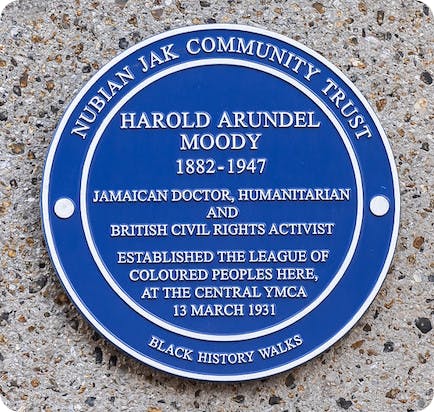 NUBIAN JAK COMMUNITY TRUST
HAROLD ARUNDEL
MOODY
1882-1947
JAMAICAN DOCTOR, HUMANITARIAN
AND
BRITISH CIVIL RIGHTS ACTIVIST
ESTABLISHED THE LEAGUE OF
COLOURED PEOPLES HERE,
AT THE CENTRAL YMCA
13 MARCH 1931
BLACK HISTORY WALKS